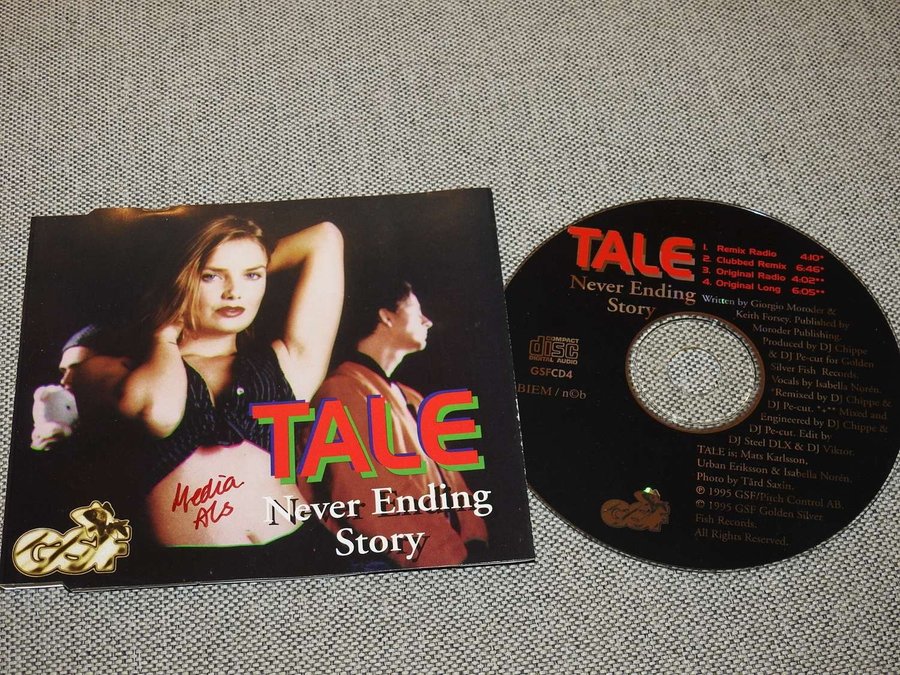 TALE
Never Ending
Story
Media
Als
GSF
TALE
Never Ending
Story
1. Remix Radio 4:10*
2. Clubbed Remix 6:46*
3. Original Radio 4:02**
4. Original Long 6:05**
COMPACT
disc
DIGITAL AUDIO
GSFCD4
BIEM / n©b
Written by Giorgio Moroder &
Keith Forsey. Published by
Moroder Publishing.
Produced by DJ Chippe
& DJ Pe-cut for Golden
Silver Fish Records.
Vocals by Isabella Norén.
*Remixed by DJ Chippe &
DJ Pe-cut. *+** Mixed and
Engineered by DJ Chippe &
DJ Pe-cut. Edit by
DJ Steel DLX & DJ Viktor.
TALE is: Mats Karlsson,
Urban Eriksson & Isabella Norén.
Photo by Tård Saxin.
℗ 1995 GSF/Pitch Control AB.
© 1995 GSF Golden Silver
Fish Records.
All Rights Reserved.